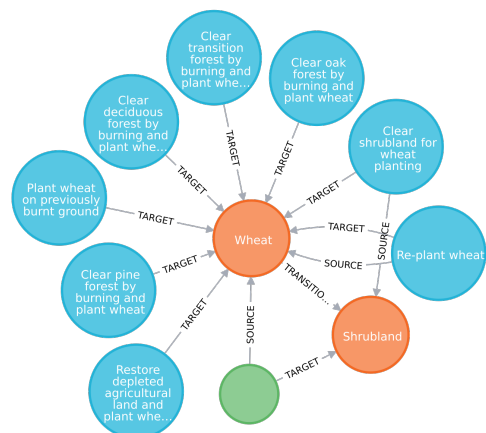 Clear
transition
forest by
burning and
plant whe…
Clear oak
forest by
burning and
plant wheat
Clear
deciduous
forest by
burning and
plant whe…
Clear
shrubland for
wheat
planting
Plant wheat
on previously
burnt ground
Re-plant wheat
Clear pine
forest by
burning and
plant wheat
Restore
depleted
agricultural
land and
plant whe…
Wheat
Shrubland
TARGET
TARGET
TARGET
TARGET
TARGET
TARGET
SOURCE
SOURCE
TARGET
TRANSITIO…
TARGET
SOURCE
TARGET